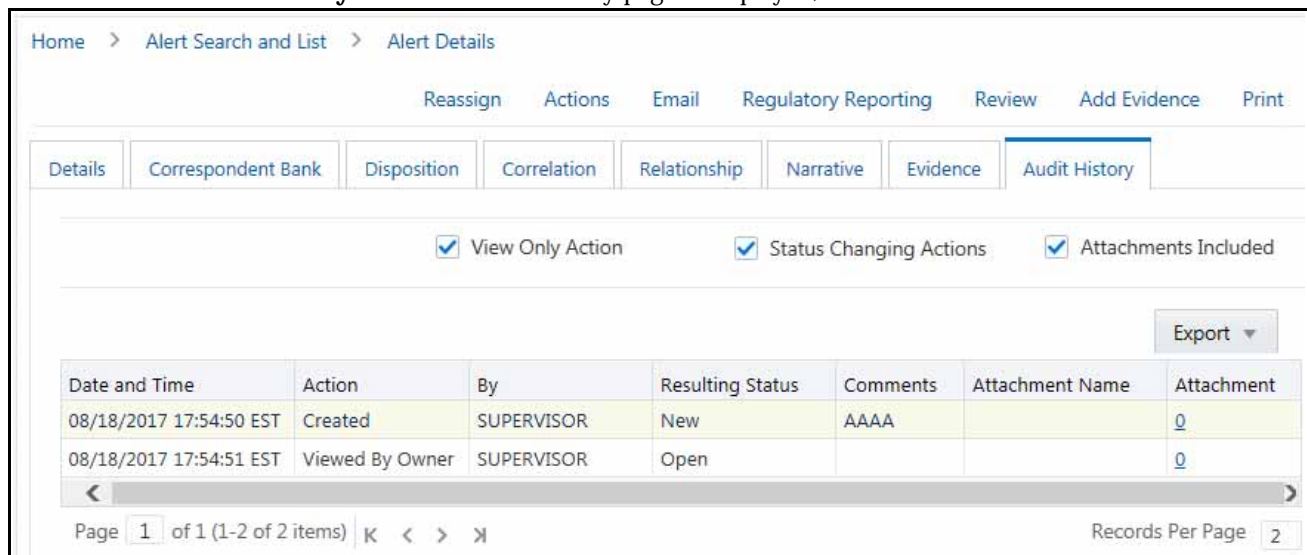 Home > Alert Search and List > Alert Details
Reassign Actions Email Regulatory Reporting Review Add Evidence Print
Details Correspondent Bank Disposition Correlation Relationship Narrative Evidence Audit History
View Only Action Status Changing Actions Attachments Included
Export
Date and Time Action By Resulting Status Comments Attachment Name Attachment
08/18/2017 17:54:50 EST Created SUPERVISOR New AAAA 0
08/18/2017 17:54:51 EST Viewed By Owner SUPERVISOR Open 0
Page 1 of 1 (1-2 of 2 items) Records Per Page 2